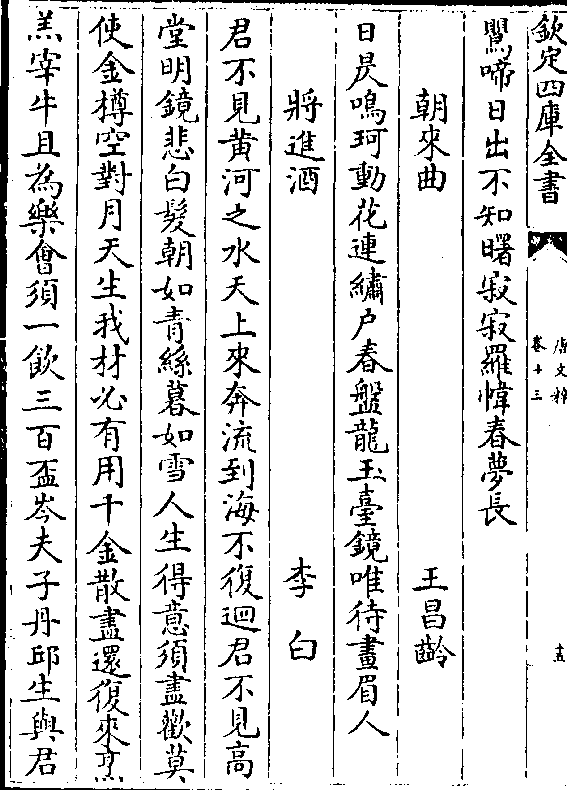 欽定四庫全書
唐文粹
卷十三
鶯啼日出不知曙寂寂羅幃春夢長
朝來曲 王昌齡
日昃鳴珂動花連繡户春盤龍玉臺鏡唯待畫眉人
將進酒 李白
君不見黄河之水天上來奔流到海不復迴君不見高
堂明鏡悲白髮朝如青絲暮如雪人生得意須盡歡莫
使金樽空對月天生我材必有用千金散盡還復來烹
羔宰牛且為樂會須一飲三百盃岑夫子丹邱生與君